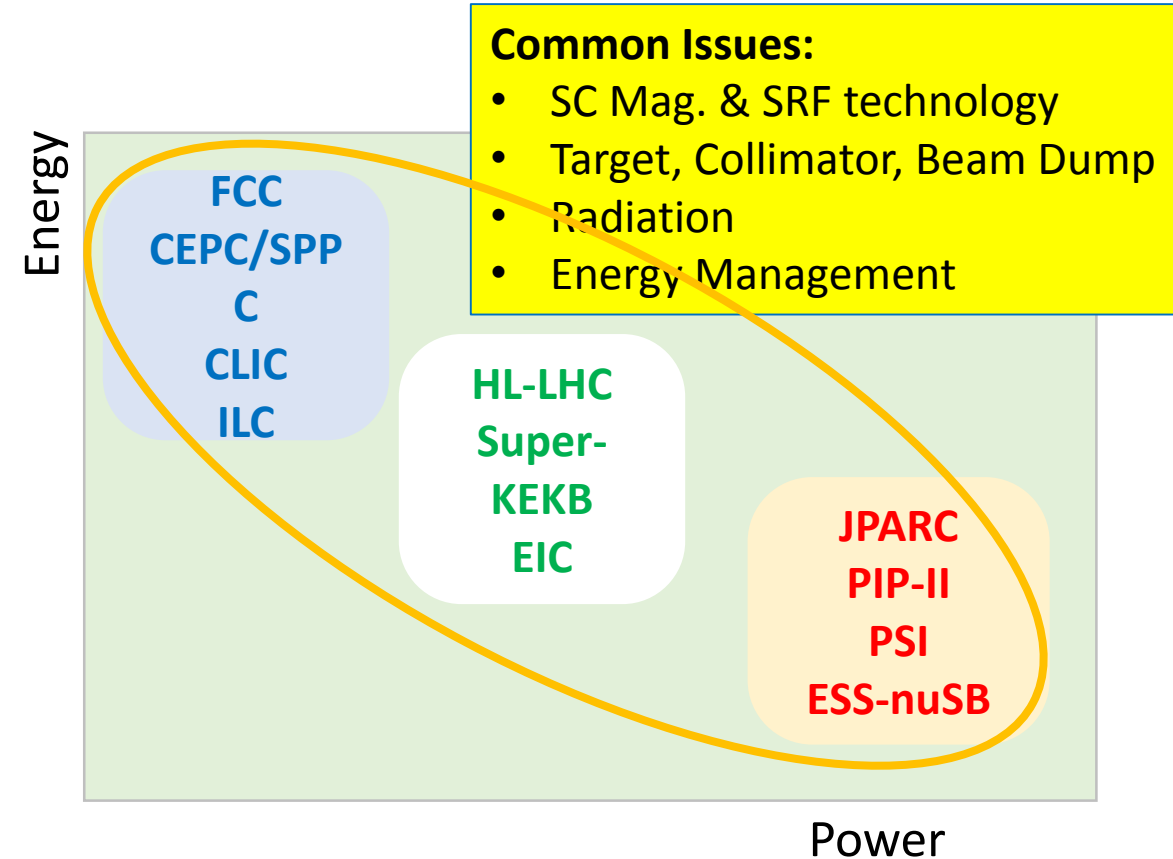 Common Issues:
• SC Mag. & SRF technology
• Target, Collimator, Beam Dump
• Radiation
• Energy Management
Energy
FCC
CEPC/SPP
C
CLIC
ILC
HL-LHC
Super-
KEKB
EIC
JPARC
PIP-II
PSI
ESS-nuSB
Power